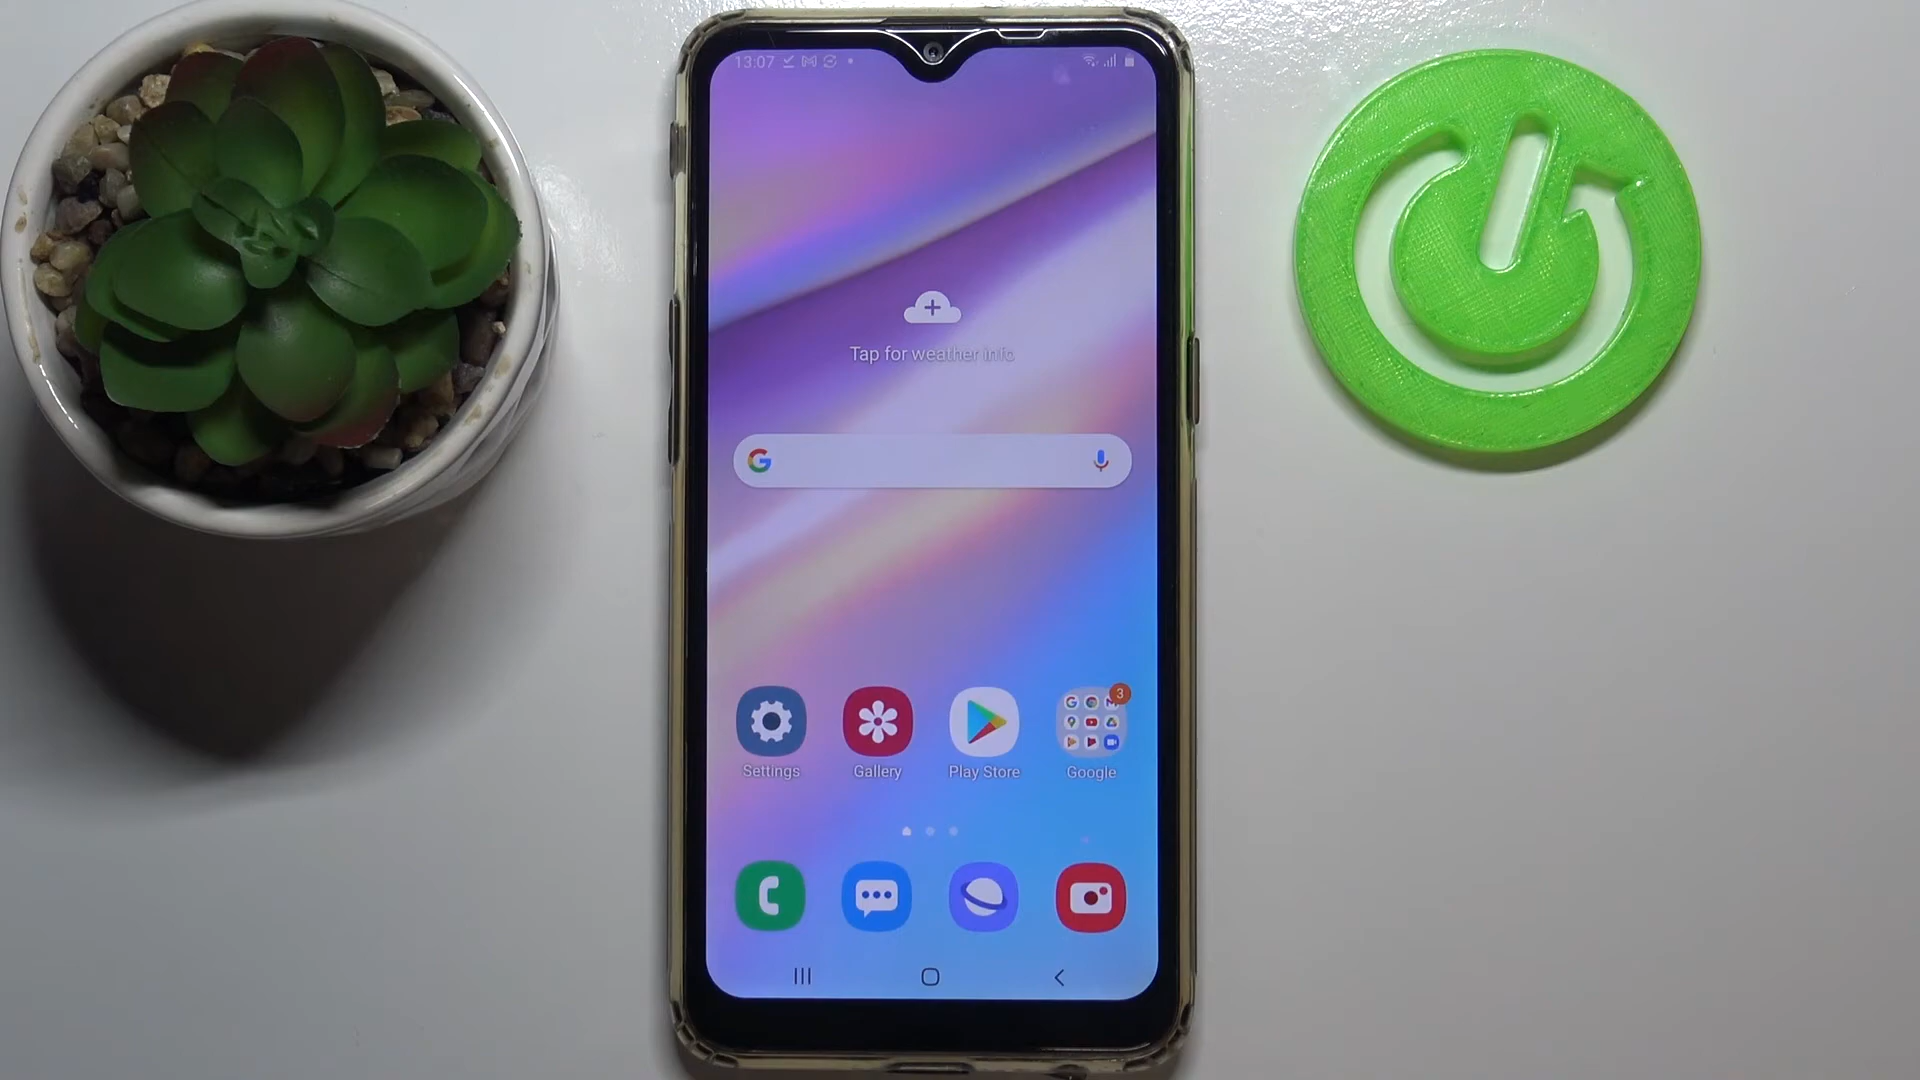 13:07
Tap for weather info
Settings
Gallery
Play Store
Google
3